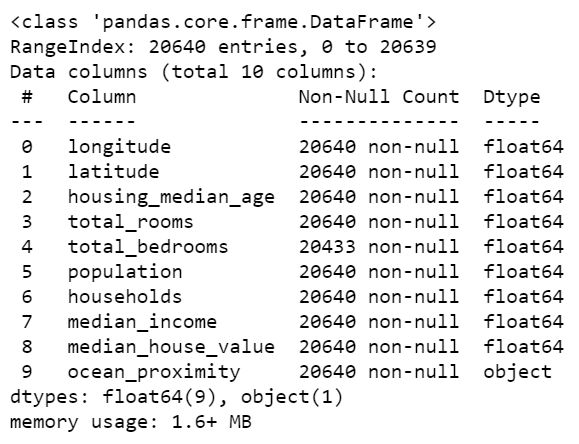 <class 'pandas.core.frame.DataFrame'>
RangeIndex: 20640 entries, 0 to 20639
Data columns (total 10 columns):
 #   Column              Non-Null Count  Dtype
---  ------              --------------  -----
 0   longitude           20640 non-null  float64
 1   latitude            20640 non-null  float64
 2   housing_median_age  20640 non-null  float64
 3   total_rooms         20640 non-null  float64
 4   total_bedrooms      20433 non-null  float64
 5   population          20640 non-null  float64
 6   households          20640 non-null  float64
 7   median_income       20640 non-null  float64
 8   median_house_value  20640 non-null  float64
 9   ocean_proximity     20640 non-null  object
dtypes: float64(9), object(1)
memory usage: 1.6+ MB